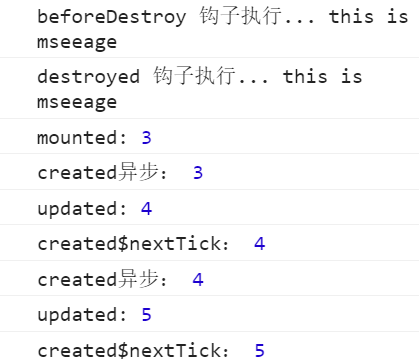 beforeDestroy 钩子执行... this is
mseeage
destroyed 钩子执行... this is
mseeage
mounted: 3
created异步： 3
updated: 4
created$nextTick： 4
created异步： 4
updated: 5
created$nextTick： 5